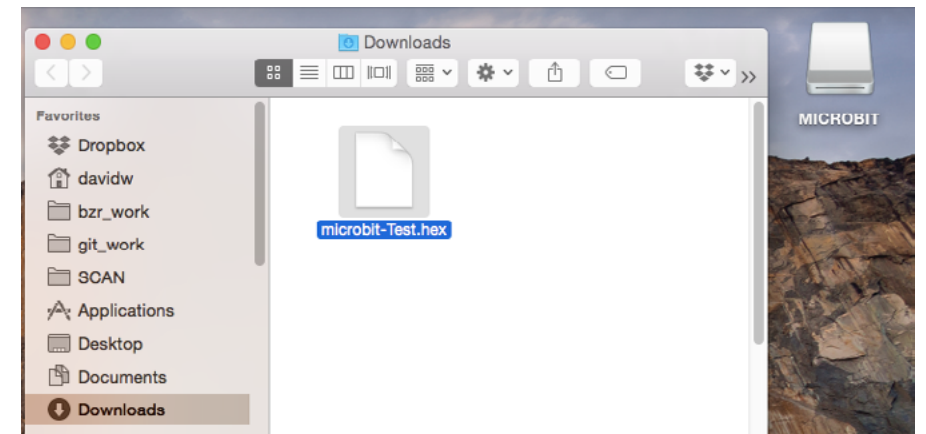 Downloads
MICROBIT
Favorites
Dropbox
davidw
bzr_work
git_work
SCAN
Applications
Desktop
Documents
Downloads
microbit-Test.hex